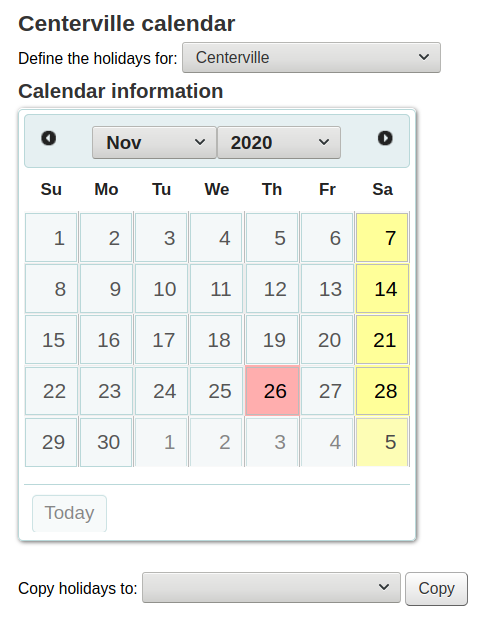 Centerville calendar
Define the holidays for: Centerville
Calendar information
Nov 2020
Su Mo Tu We Th Fr Sa
1 2 3 4 5 6 7
8 9 10 11 12 13 14
15 16 17 18 19 20 21
22 23 24 25 26 27 28
29 30 1 2 3 4 5
Today
Copy holidays to: Copy